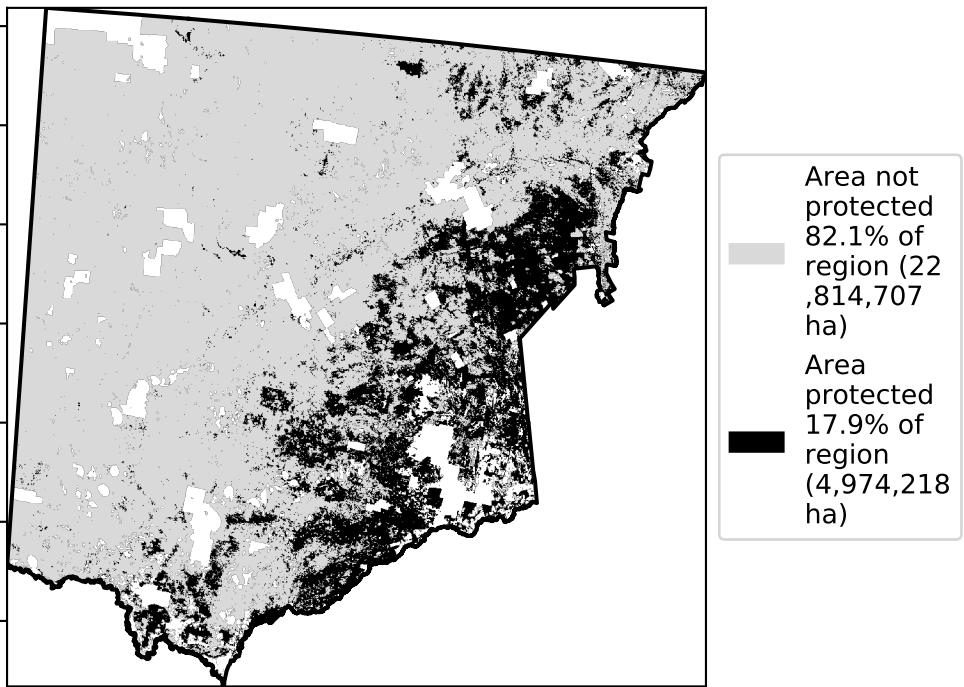 Area not
protected
82.1% of
region (22
,814,707
ha)
Area
protected
17.9% of
region
(4,974,218
ha)